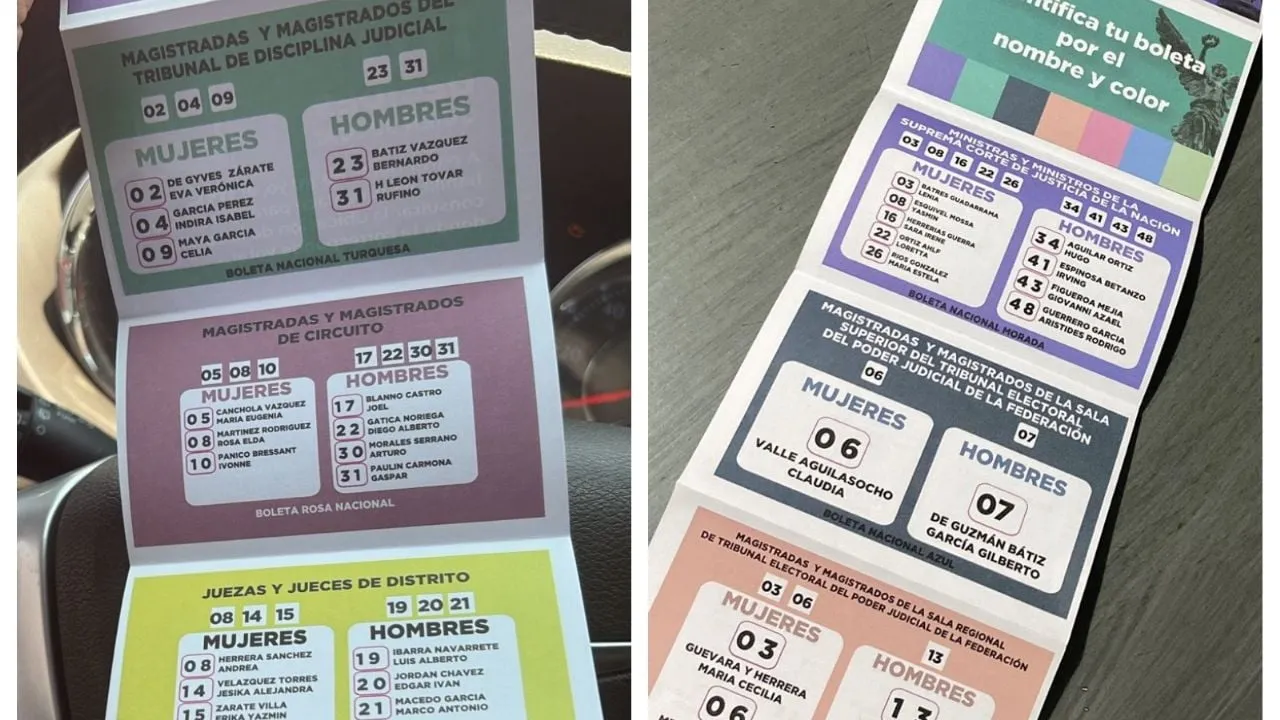 MAGISTRADAS Y MAGISTRADOS DEL
TRIBUNAL DE DISCIPLINA JUDICIAL
02 04 09
MUJERES
02 DE GYVES ZÁRATE
EVA VERÓNICA
04 GARCIA PEREZ
INDIRA ISABEL
09 MAYA GARCIA
CELIA
23 31
HOMBRES
23 BATIZ VAZQUEZ
BERNARDO
31 H LEON TOVAR
RUFINO
BOLETA NACIONAL TURQUESA
MAGISTRADAS Y MAGISTRADOS
DE CIRCUITO
05 08 10
MUJERES
05 CANCHOLA VAZQUEZ
MARIA EUGENIA
08 MARTINEZ RODRIGUEZ
ROSA ELDA
10 PANICO BRESSANT
IVONNE
17 22 30 31
HOMBRES
17 BLANNO CASTRO
JOEL
22 GATICA NORIEGA
DIEGO ALBERTO
30 MORALES SERRANO
ARTURO
31 PAULIN CARMONA
GASPAR
BOLETA ROSA NACIONAL
JUEZAS Y JUECES DE DISTRITO
08 14 15
MUJERES
08 HERRERA SANCHEZ
ANDREA
14 VELAZQUEZ TORRES
JESIKA ALEJANDRA
15 ZARATE VILLA
ERIKA YAZMIN
19 20 21
HOMBRES
19 IBARRA NAVARRETE
LUIS ALBERTO
20 JORDAN CHAVEZ
EDGAR IVAN
21 MACEDO GARCIA
MARCO ANTONIO
ntifica tu boleta
por el
nombre y color
MINISTRAS Y MINISTROS DE LA
SUPREMA CORTE DE JUSTICIA DE LA NACIÓN
03 08 16 22 26
MUJERES
03 BATRES GUADARRAMA
LENIA
08 ESQUIVEL MOSSA
YASMIN
16 HERRERIAS GUERRA
SARA IRENE
22 ORTIZ AHLF
LORETTA
26 RIOS GONZALEZ
MARIA ESTELA
34 41 43 48
HOMBRES
34 AGUILAR ORTIZ
HUGO
41 ESPINOSA BETANZO
IRVING
43 FIGUEROA MEJIA
GIOVANNI AZAEL
48 GUERRERO GARCIA
ARISTIDES RODRIGO
BOLETA NACIONAL MORADA
MAGISTRADAS Y MAGISTRADOS DE LA SALA
SUPERIOR DEL TRIBUNAL ELECTORAL
DEL PODER JUDICIAL DE LA FEDERACIÓN
06
MUJERES
06
VALLE AGUILASOCHO
CLAUDIA
07
HOMBRES
07
DE GUZMÁN BÁTIZ
GARCÍA GILBERTO
BOLETA NACIONAL AZUL
MAGISTRADAS Y MAGISTRADOS DE LA SALA REGIONAL
DE TRIBUNAL ELECTORAL DEL PODER JUDICIAL DE LA FEDERACIÓN
03 06
MUJERES
03
GUEVARA Y HERRERA
MARIA CECILIA
06
13
HOMBRES
13